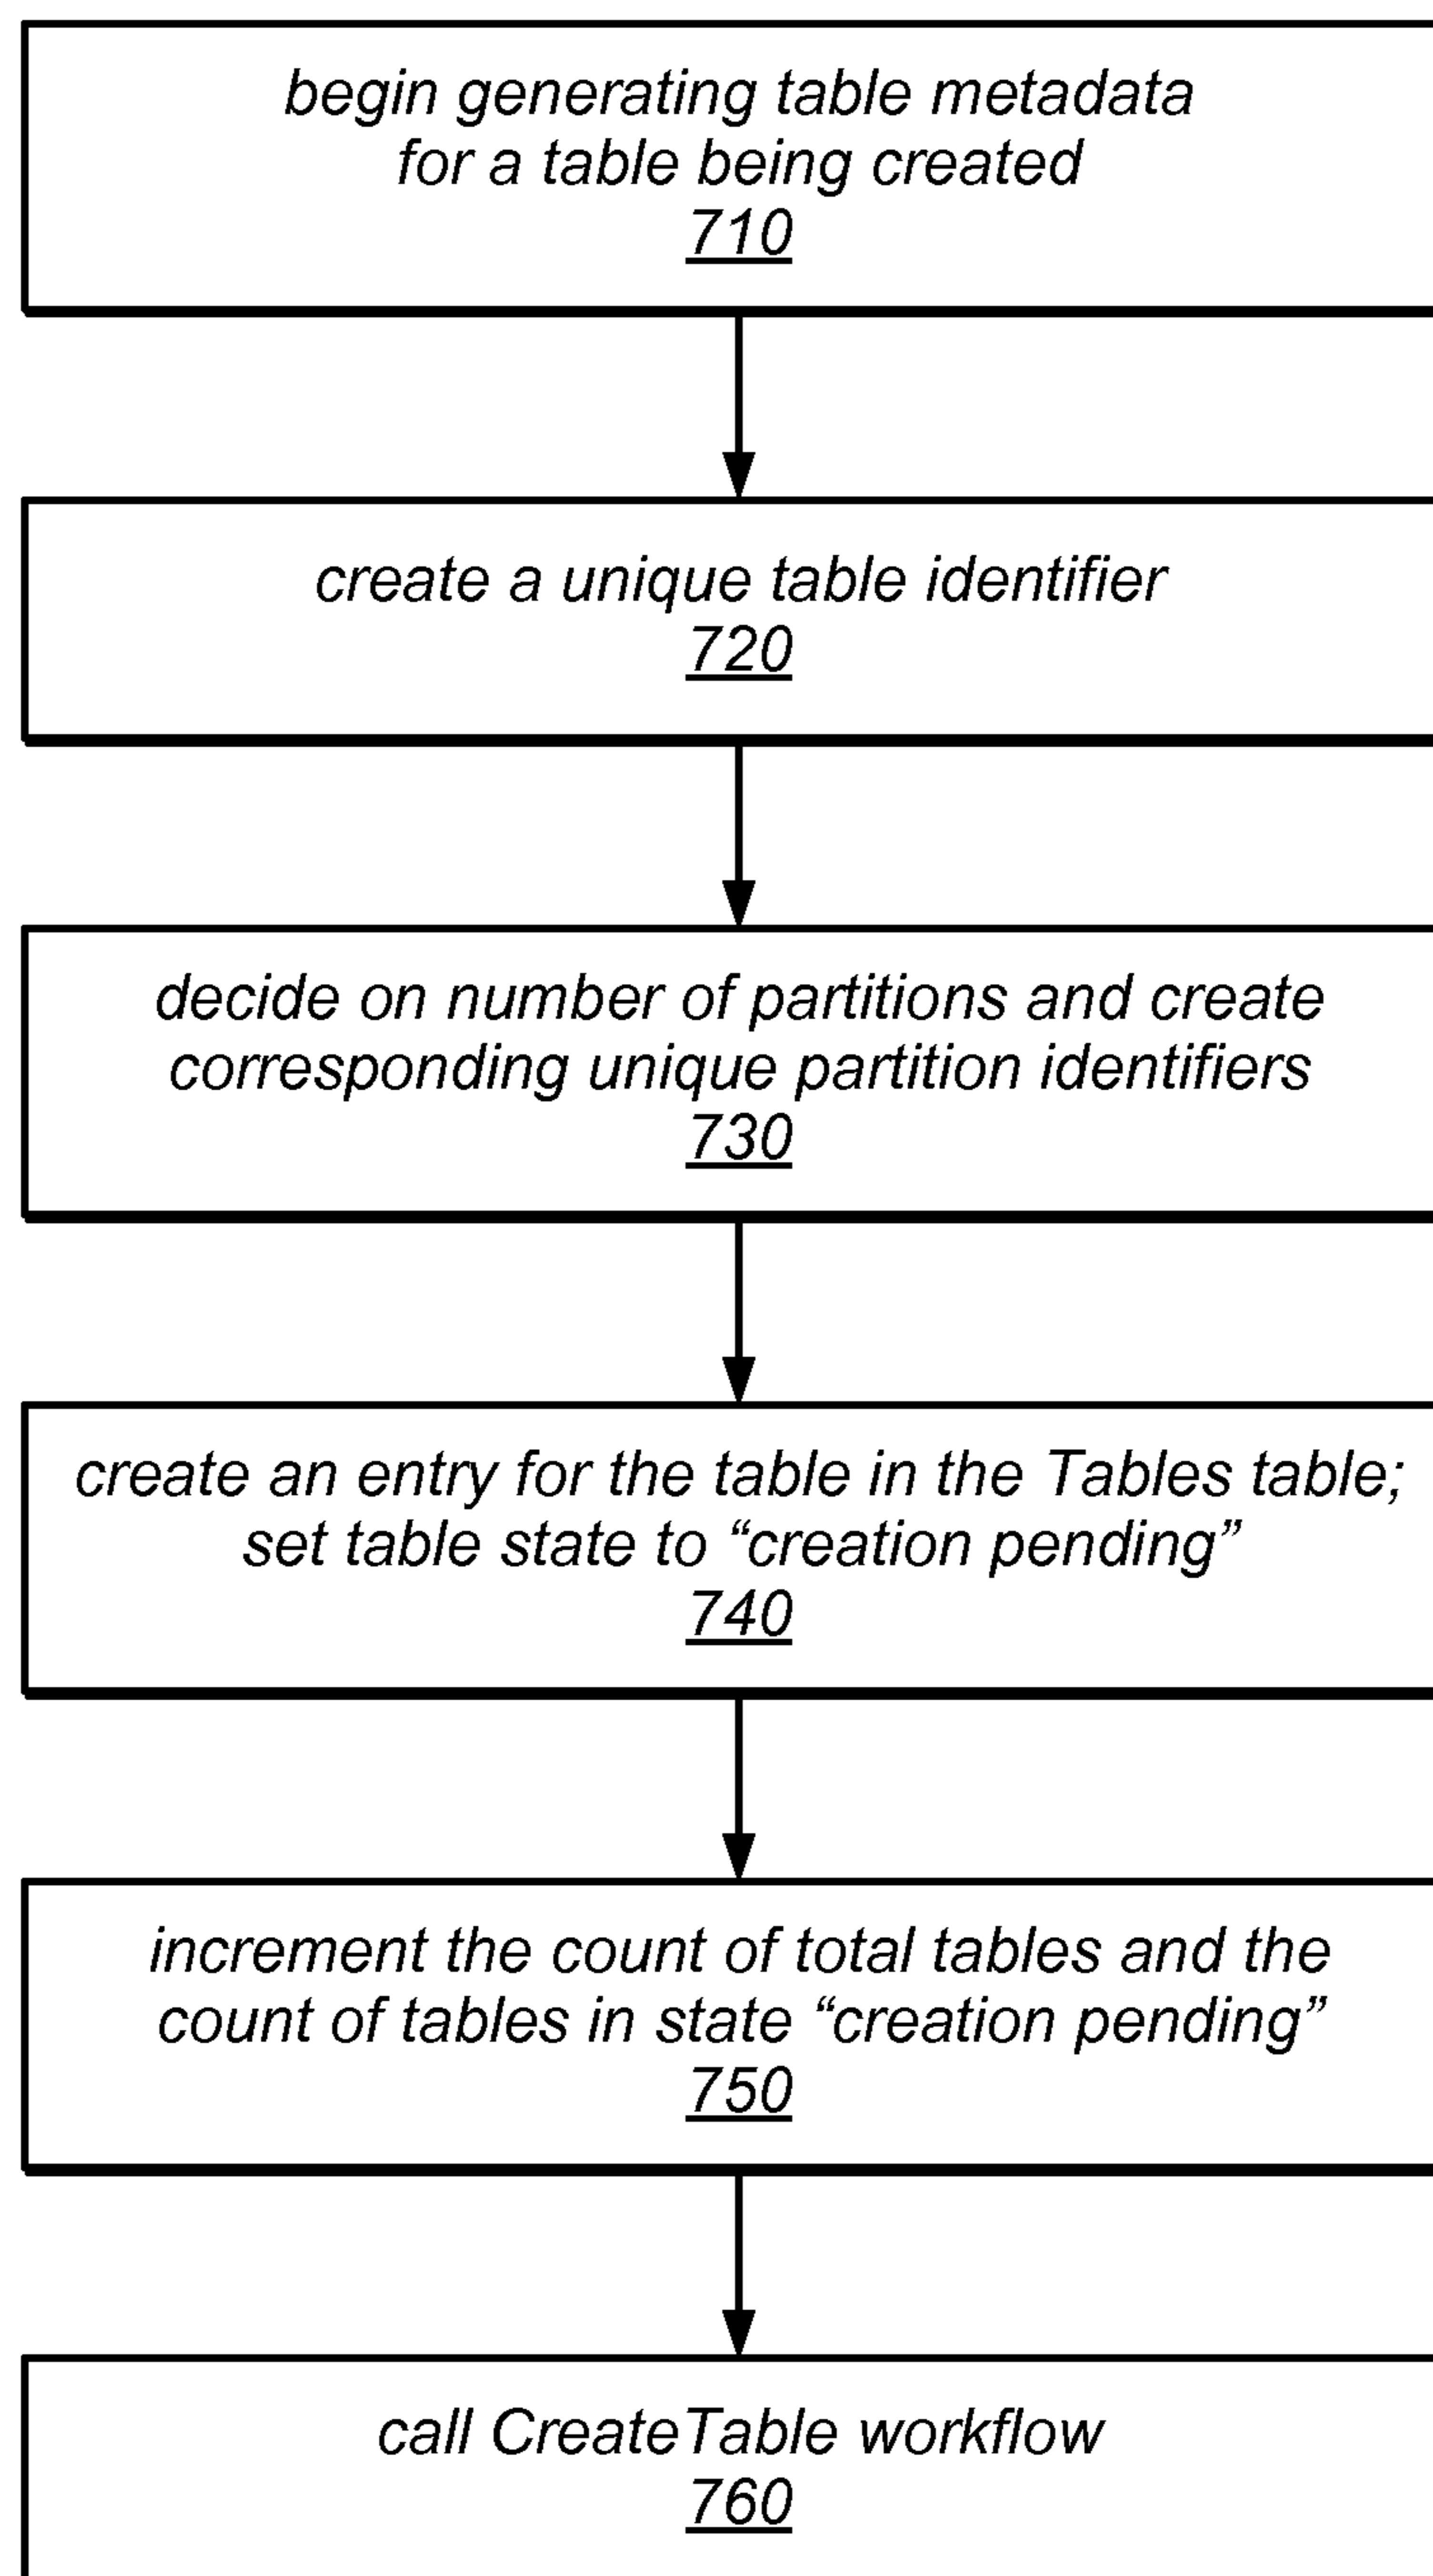 begin generating table metadata
for a table being created
710
create a unique table identifier
720
decide on number of partitions and create
corresponding unique partition identifiers
730
create an entry for the table in the Tables table;
set table state to “creation pending”
740
increment the count of total tables and the
count of tables in state “creation pending”
750
call CreateTable workflow
760